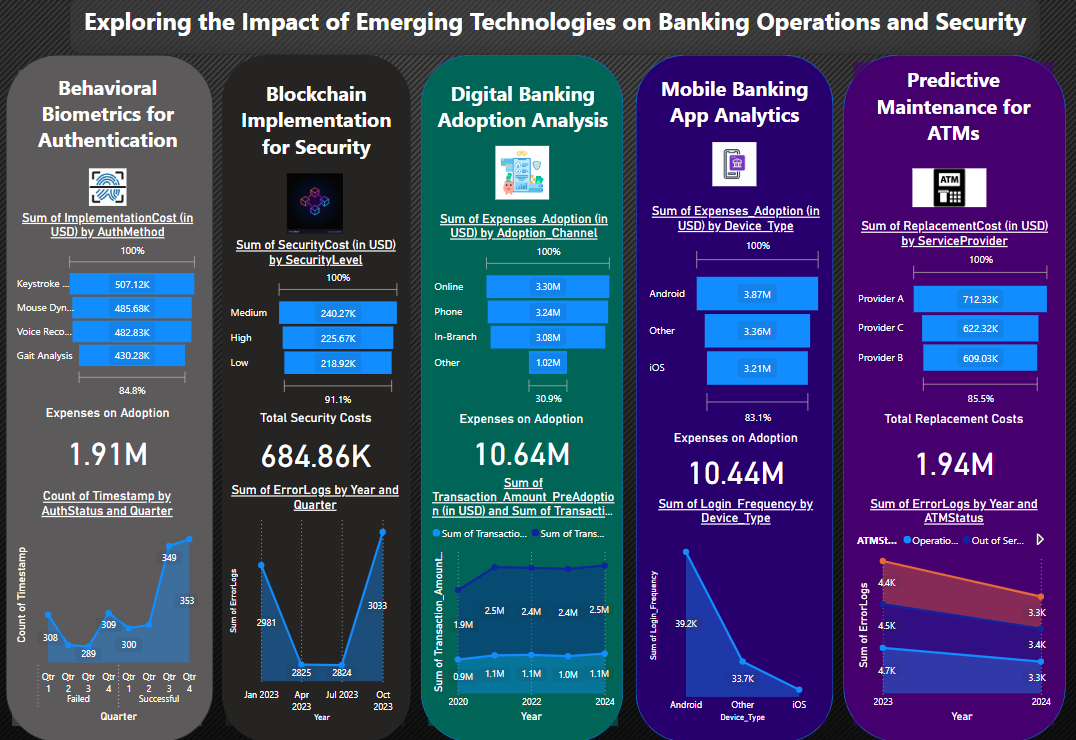 Exploring the Impact of Emerging Technologies on Banking Operations and Security
Behavioral
Biometrics for
Authentication
Sum of ImplementationCost (in
USD) by AuthMethod
100%
Keystroke ... 507.12K
Mouse Dyn... 485.68K
Voice Reco... 482.83K
Gait Analysis 430.28K
84.8%
Expenses on Adoption
1.91M
Count of Timestamp by
AuthStatus and Quarter
Count of Timestamp
308
289
309
300
349
353
Qtr 1 Qtr 2 Qtr 3 Qtr 4 Qtr 1 Qtr 2 Qtr 3 Qtr 4
Failed Successful
Quarter
Blockchain
Implementation
for Security
Sum of SecurityCost (in USD)
by SecurityLevel
100%
Medium 240.27K
High 225.67K
Low 218.92K
91.1%
Total Security Costs
684.86K
Sum of ErrorLogs by Year and
Quarter
Sum of ErrorLogs
2981
2825
2824
3033
Jan 2023 Apr 2023 Jul 2023 Oct 2023
Year
Digital Banking
Adoption Analysis
Sum of Expenses_Adoption (in
USD) by Adoption_Channel
100%
Online 3.30M
Phone 3.24M
In-Branch 3.08M
Other 1.02M
30.9%
Expenses on Adoption
10.64M
Sum of
Transaction_Amount_PreAdoptio
n (in USD) and Sum of Transacti...
Sum of Transactio... Sum of Trans...
Sum of Transaction_Amount...
1.9M 2.5M 2.4M 2.4M 2.5M
0.9M 1.1M 1.1M 1.0M 1.1M
2020 2022 2024
Year
Mobile Banking
App Analytics
Sum of Expenses_Adoption (in
USD) by Device_Type
100%
Android 3.87M
Other 3.36M
iOS 3.21M
83.1%
Expenses on Adoption
10.44M
Sum of Login_Frequency by
Device_Type
Sum of Login_Frequency
39.2K
33.7K
Android Other iOS
Device_Type
Predictive
Maintenance for
ATMs
ATM
Sum of ReplacementCost (in USD)
by ServiceProvider
100%
Provider A 712.33K
Provider C 622.32K
Provider B 609.03K
85.5%
Total Replacement Costs
1.94M
Sum of ErrorLogs by Year and
ATMStatus
ATMSt... Operatio... Out of Ser...
Sum of ErrorLogs
4.4K 3.3K
4.5K 3.4K
4.7K 3.3K
2023 2024
Year